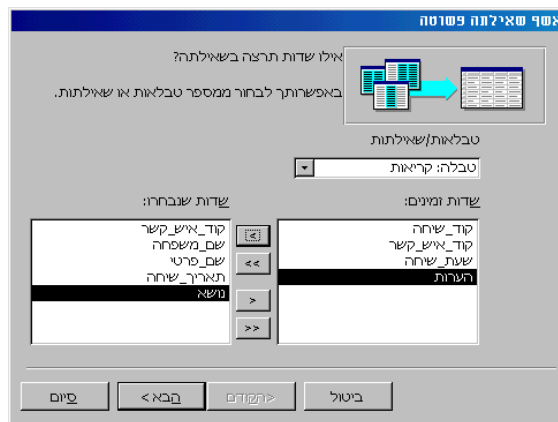 אשף שאילתה פשוטה
אילו שדות תרצה בשאילתה?
באפשרותך לבחור ממספר טבלאות או שאילתות.
טבלאות/שאילתות
טבלה: קריאות
שדות זמינים:
שדות שנבחרו:
קוד_שיחה
קוד_איש_קשר
שעת_שיחה
הערות
>
>>
<
<<
קוד_איש_קשר
שם_משפחה
שם_פרטי
תאריך_שיחה
נושא
ביטול
<הקודם
הבא >
סיום